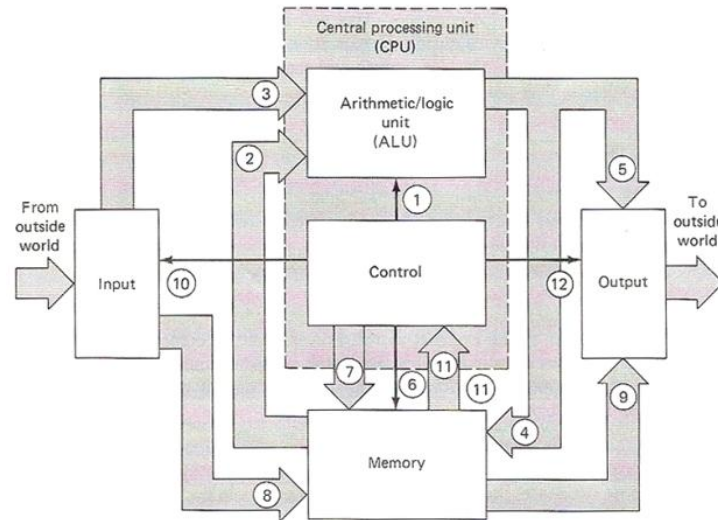 Central processing unit
(CPU)
3
Arithmetic/logic
unit
(ALU)
2
5
From
outside
world
1
To
outside
world
Input
10
Control
12
Output
7
6
11
11
9
4
Memory
8